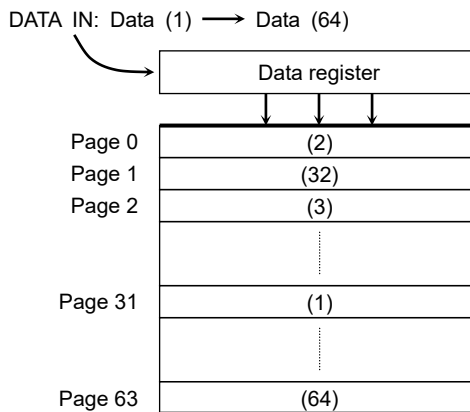 DATA IN: Data (1) Data (64)
Data register
Page 0 (2)
Page 1 (32)
Page 2 (3)
Page 31 (1)
Page 63 (64)